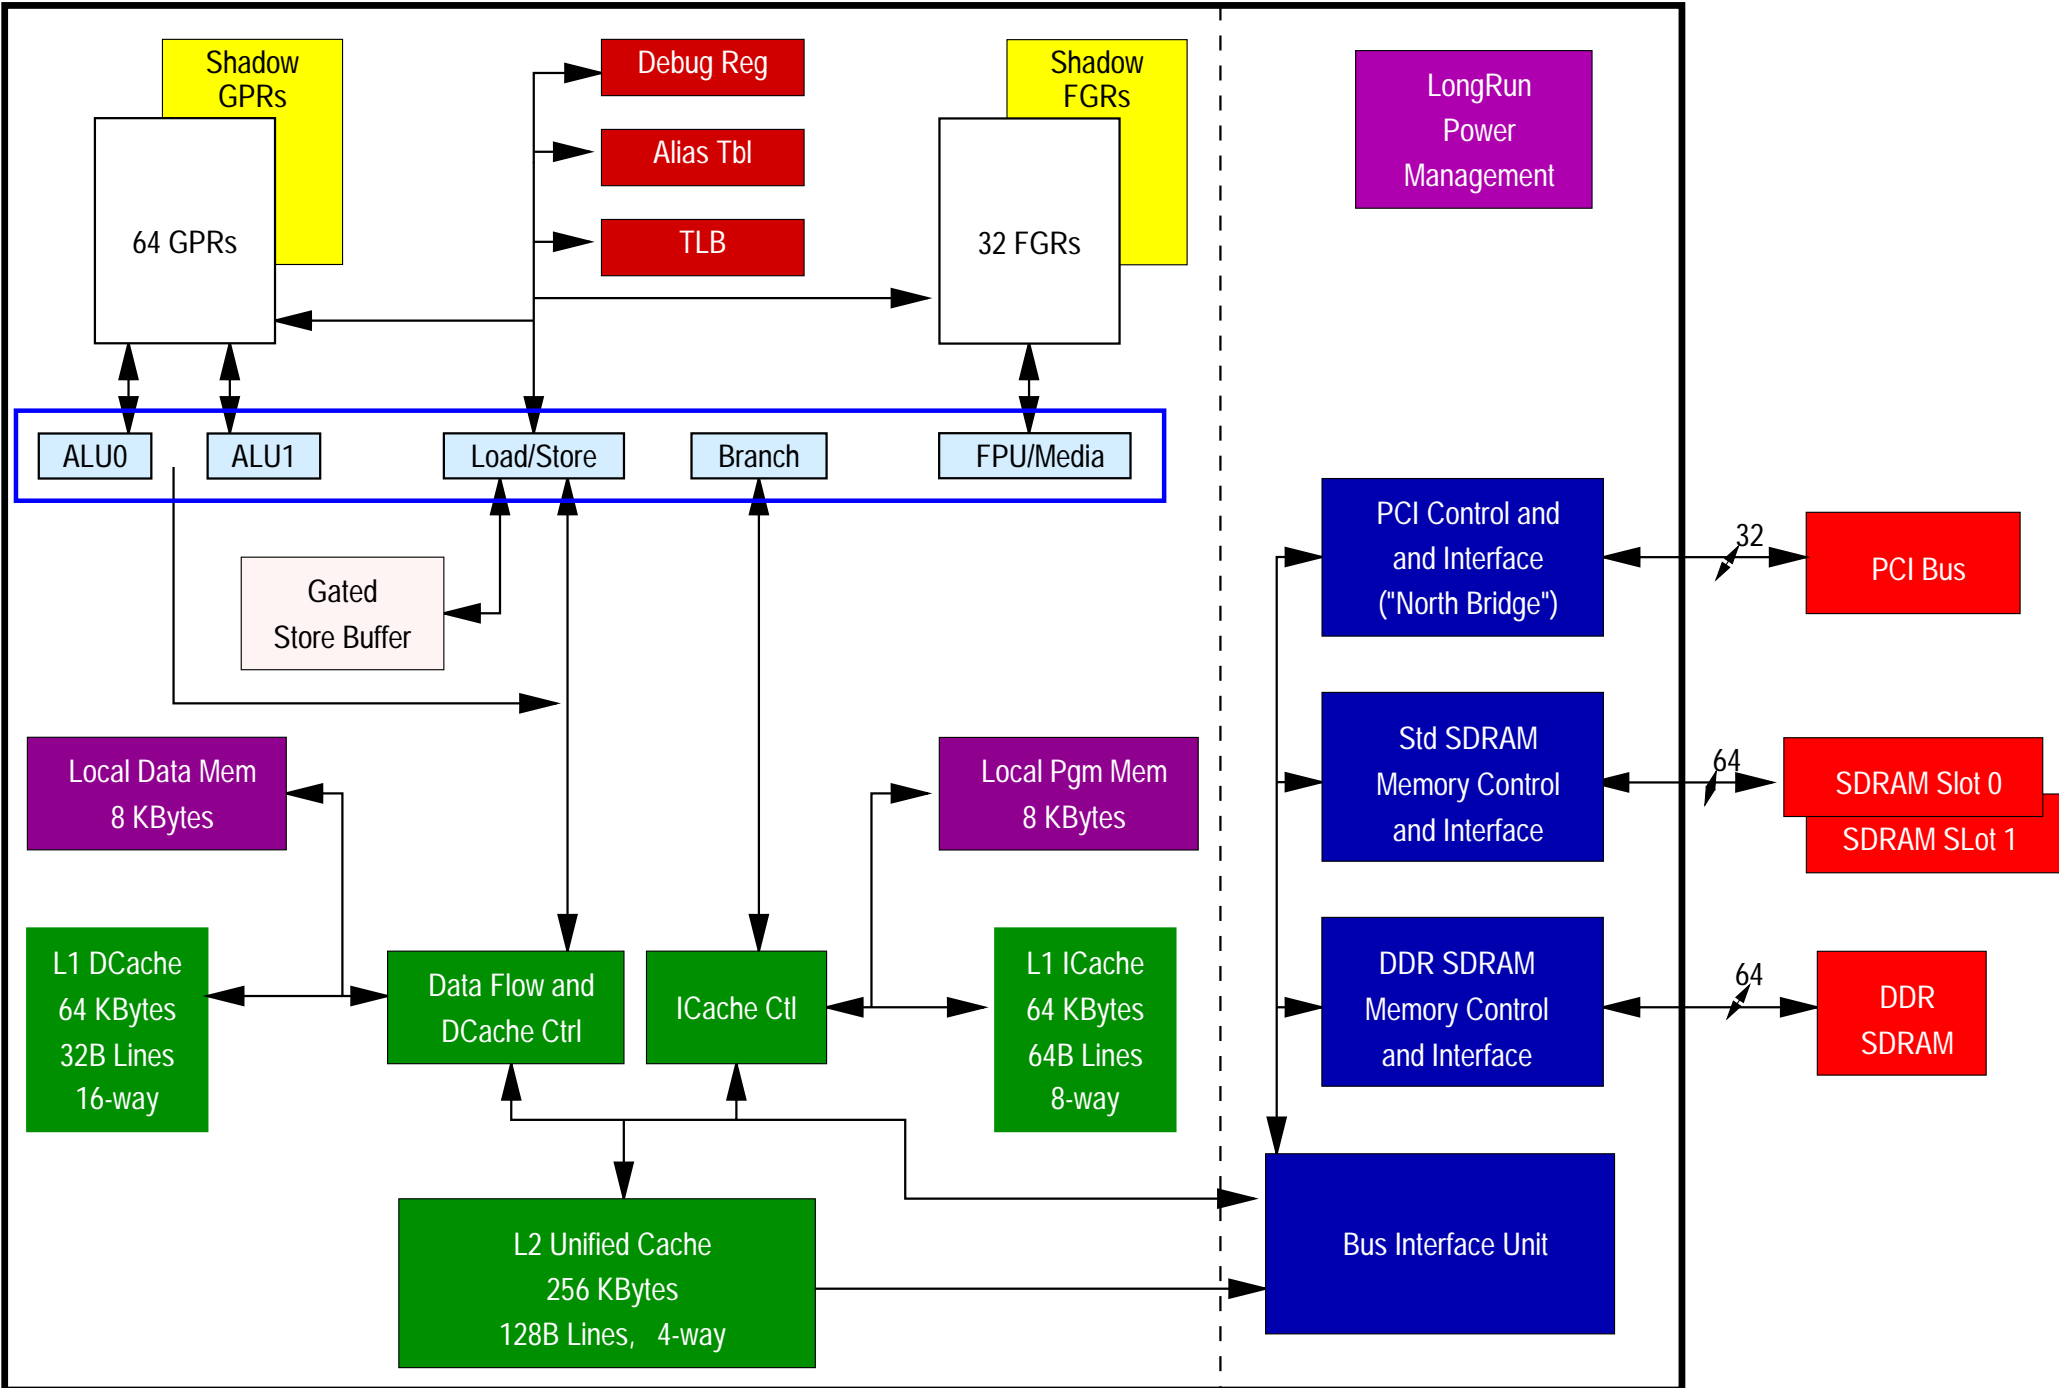 Shadow
GPRs
64 GPRs
Debug Reg
Alias Tbl
TLB
Shadow
FGRs
32 FGRs
LongRun
Power
Management
ALU0
ALU1
Load/Store
Branch
FPU/Media
Gated
Store Buffer
PCI Control and
and Interface
("North Bridge")
32
PCI Bus
Local Data Mem
8 KBytes
Local Pgm Mem
8 KBytes
Std SDRAM
Memory Control
and Interface
64
SDRAM Slot 0
SDRAM SLot 1
L1 DCache
64 KBytes
32B Lines
16-way
Data Flow and
DCache Ctrl
ICache Ctl
L1 ICache
64 KBytes
64B Lines
8-way
DDR SDRAM
Memory Control
and Interface
64
DDR
SDRAM
L2 Unified Cache
256 KBytes
128B Lines, 4-way
Bus Interface Unit